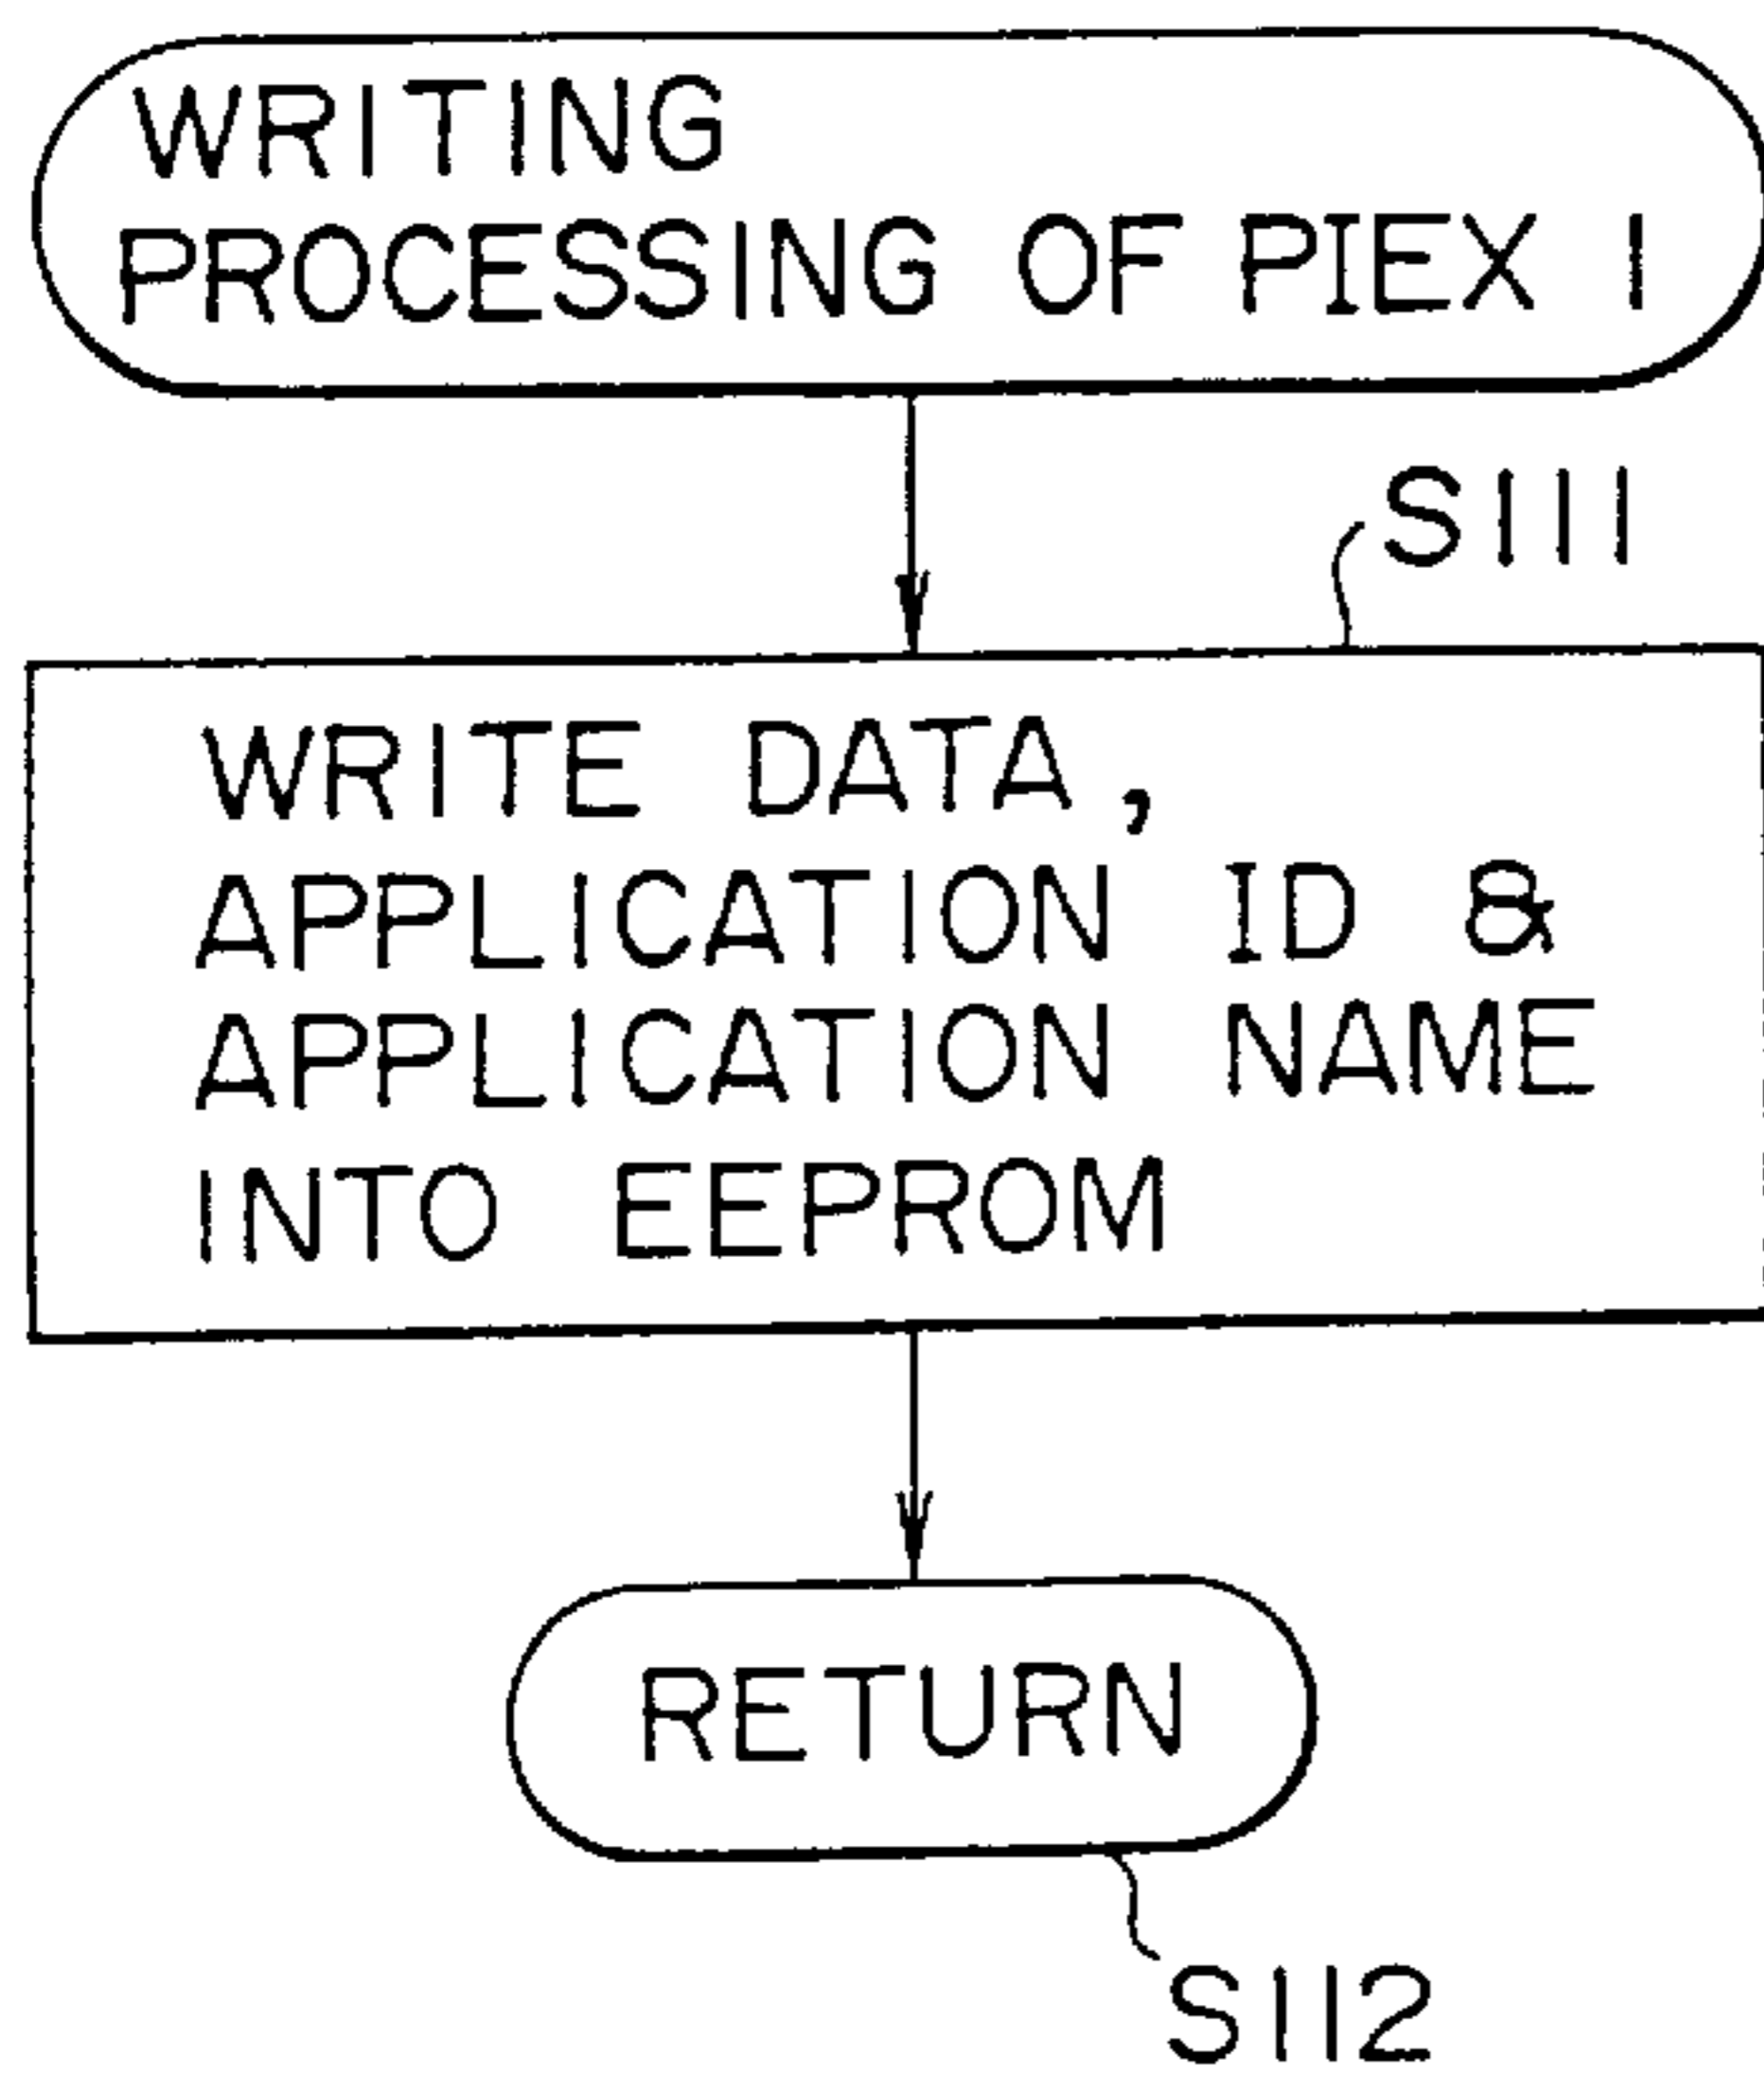 WRITING
PROCESSING OF PIEX 1
S111
WRITE DATA,
APPLICATION ID &
APPLICATION NAME
INTO EEPROM
RETURN
S112